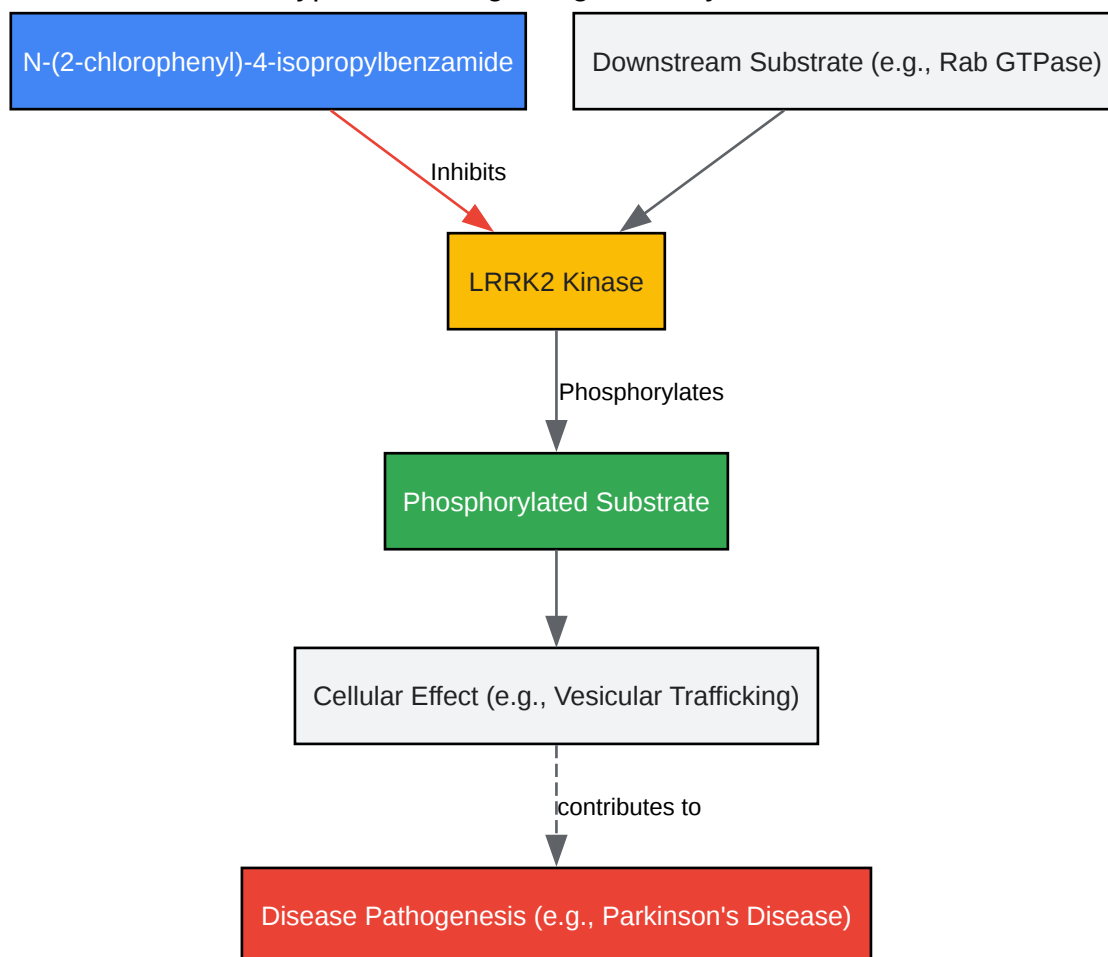 N-(2-chlorophenyl)-4-isopropylbenzamide
Downstream Substrate (e.g., Rab GTPase)
Inhibits
LRRK2 Kinase
Phosphorylates
Phosphorylated Substrate
Cellular Effect (e.g., Vesicular Trafficking)
contributes to
Disease Pathogenesis (e.g., Parkinson's Disease)